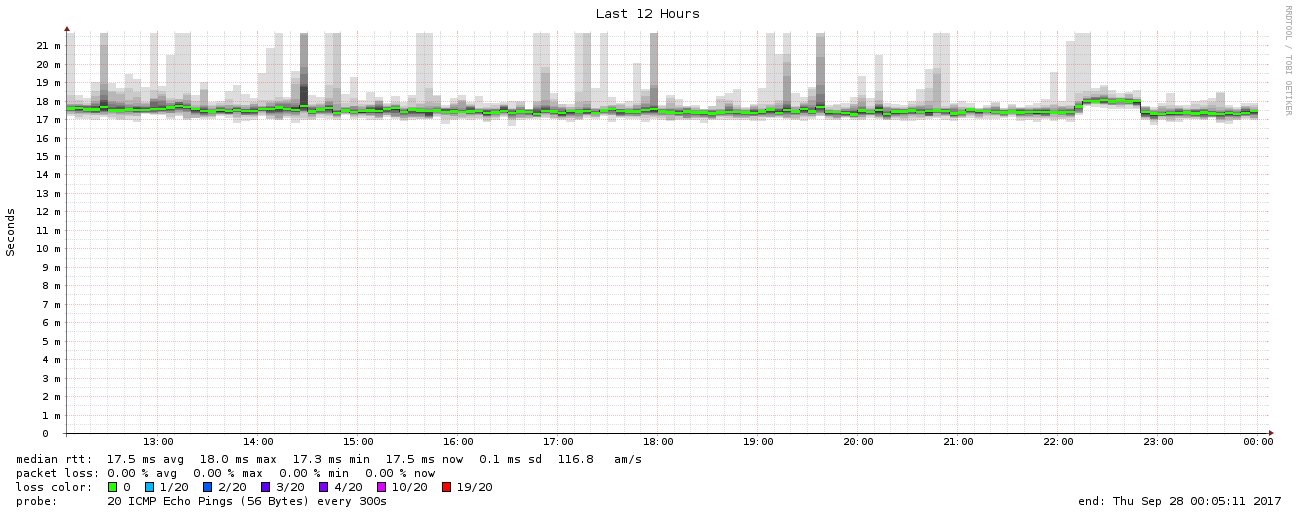 Last 12 Hours
RRDTOOL / TOBI OETIKER
Seconds
21 m
20 m
19 m
18 m
17 m
16 m
15 m
14 m
13 m
12 m
11 m
10 m
9 m
8 m
7 m
6 m
5 m
4 m
3 m
2 m
1 m
0
13:00 14:00 15:00 16:00 17:00 18:00 19:00 20:00 21:00 22:00 23:00 00:00
median rtt: 17.5 ms avg 18.0 ms max 17.3 ms min 17.5 ms now 0.1 ms sd 116.8 am/s
packet loss: 0.00 % avg 0.00 % max 0.00 % min 0.00 % now
loss color: 0 1/20 2/20 3/20 4/20 10/20 19/20
probe: 20 ICMP Echo Pings (56 Bytes) every 300s end: Thu Sep 28 00:05:11 2017